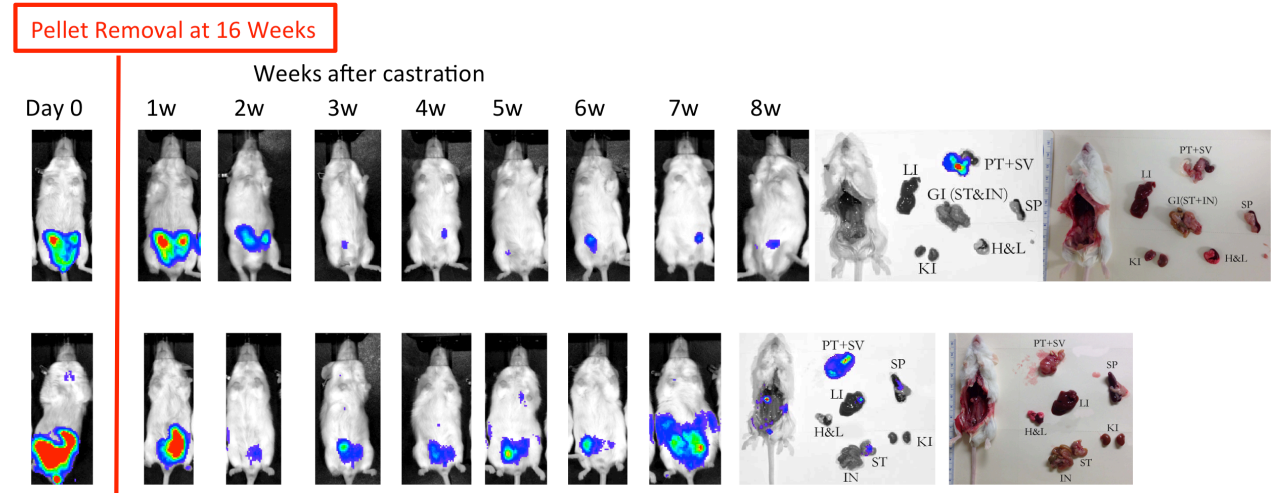 Pellet Removal at 16 Weeks
Weeks after castration
Day 0 1w 2w 3w 4w 5w 6w 7w 8w
PT+SV
LI
GI (ST&IN)
SP
H&L
KI
PT+SV
LI
GI(ST+IN)
SP
KI
H&L
PT+SV
SP
LI
H&L
KI
ST
IN
PT+SV
SP
LI
H&L
KI
ST
IN